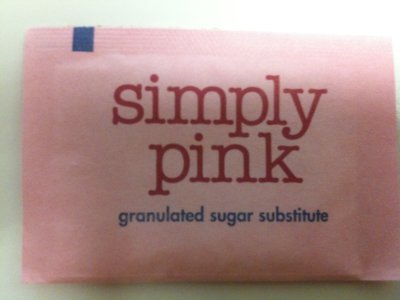 simply
pink
granulated sugar substitute